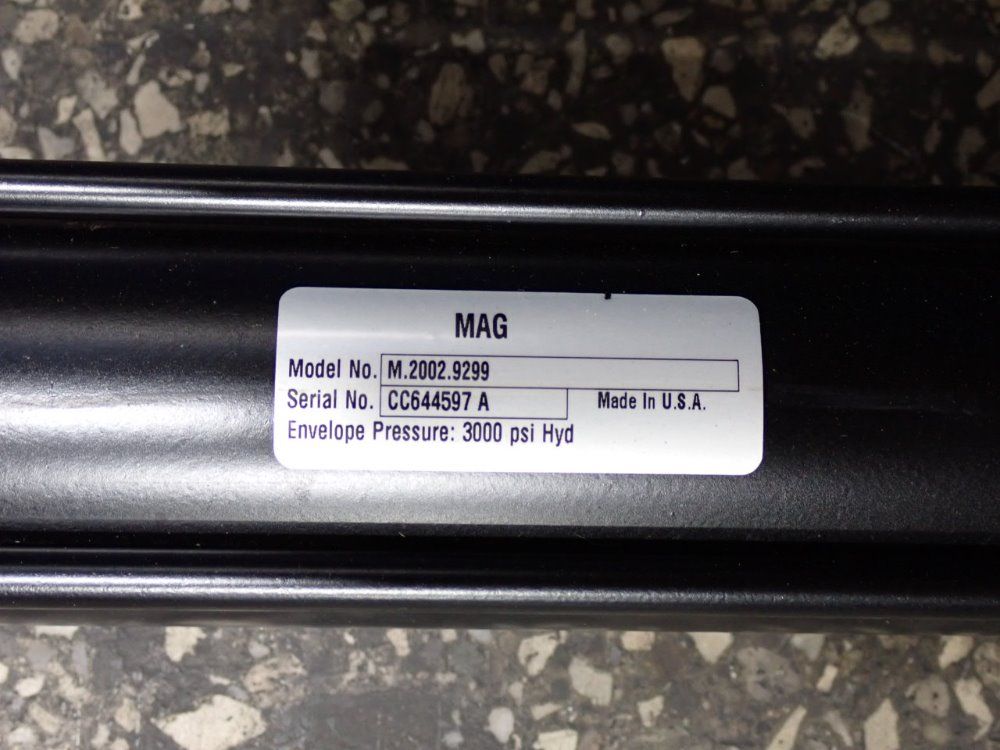 MAG
Model No. M.2002.9299
Serial No. CC644597 A Made In U.S.A.
Envelope Pressure: 3000 psi Hyd